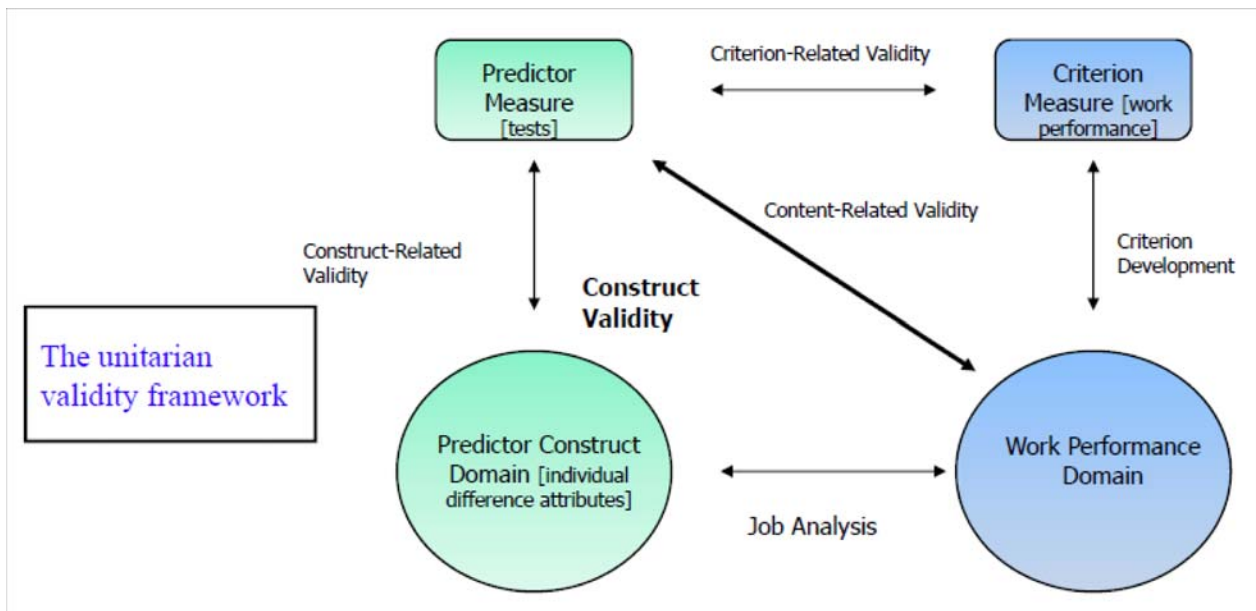 Criterion-Related Validity
Predictor
Measure
[tests]
Criterion
Measure [work
performance]
Content-Related Validity
Construct-Related
Validity
Criterion
Development
Construct
Validity
The unitarian
validity framework
Predictor Construct
Domain [individual
difference attributes]
Work Performance
Domain
Job Analysis